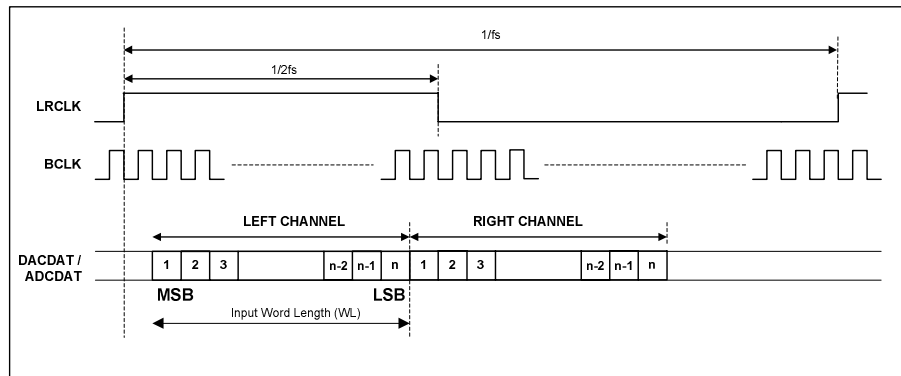 1/fs
1/2fs
LRCLK
BCLK
LEFT CHANNEL RIGHT CHANNEL
DACDAT /
ADCDAT
1 2 3 n-2 n-1 n 1 2 3 n-2 n-1 n
MSB LSB
Input Word Length (WL)